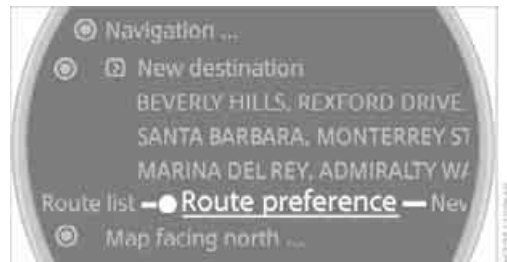 Navigation ...
New destination
BEVERLY HILLS, REXFORD DRIVE
SANTA BARBARA, MONTERREY ST
MARINA DEL REY, ADMIRALTY WA
Route list Route preference New
Map facing north ...